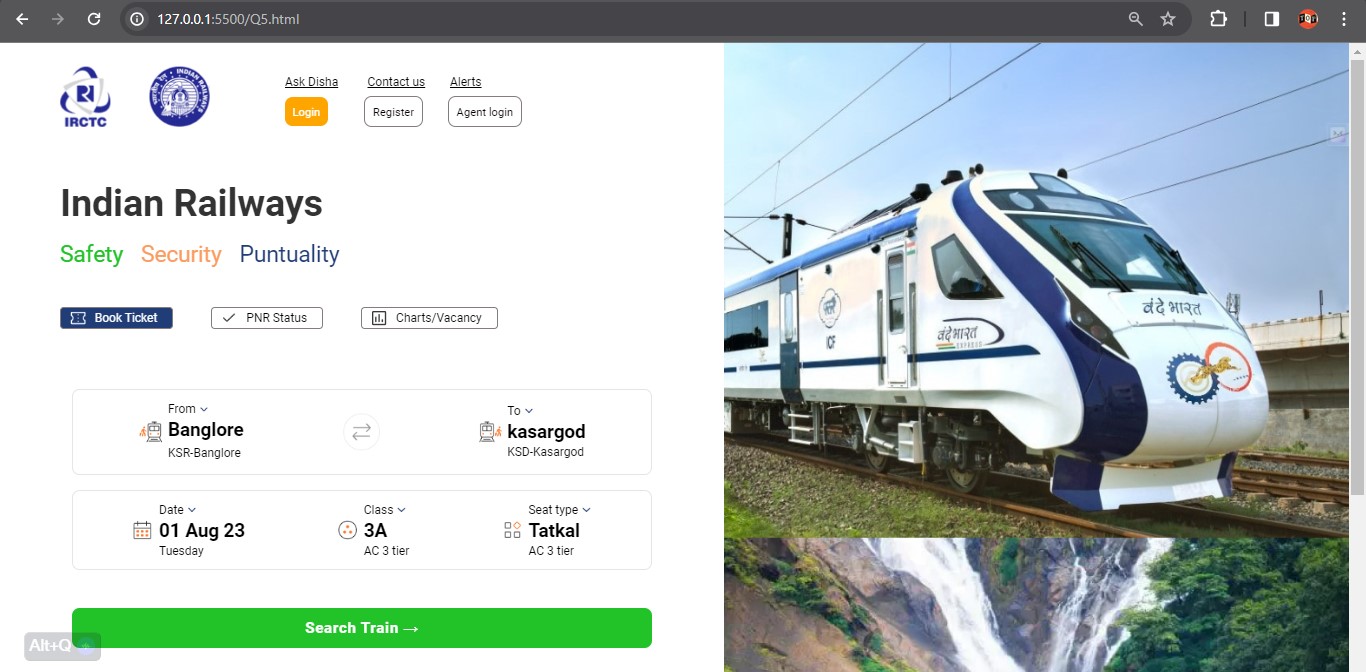 127.0.0.1:5500/Q5.html
IRCTC
INDIAN RAILWAYS
Ask Disha Contact us Alerts
Login Register Agent login
Indian Railways
Safety Security Puntuality
Book Ticket PNR Status Charts/Vacancy
From
Banglore
KSR-Banglore
To
kasargod
KSD-Kasargod
Date
01 Aug 23
Tuesday
Class
3A
AC 3 tier
Seat type
Tatkal
AC 3 tier
Search Train →
Alt+Q
वंदे भारत
ICF
वंदे भारत